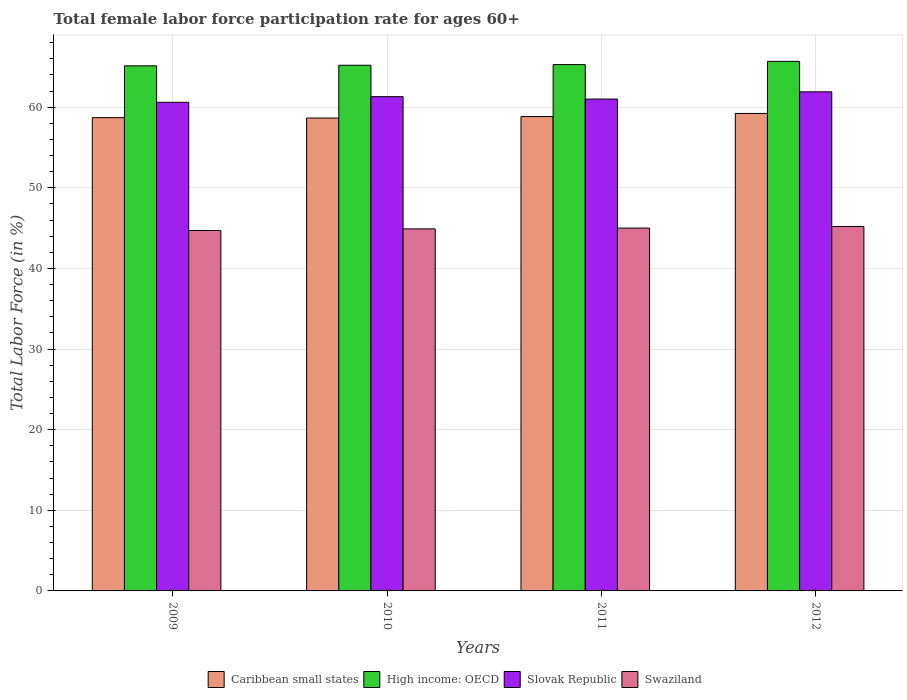 Total female labor force participation rate for ages 60+
Total Labor Force (in %)
60
50
40
30
20
10
0
2009
2010
2011
2012
Years
Caribbean small states
High income: OECD
Slovak Republic
Swaziland